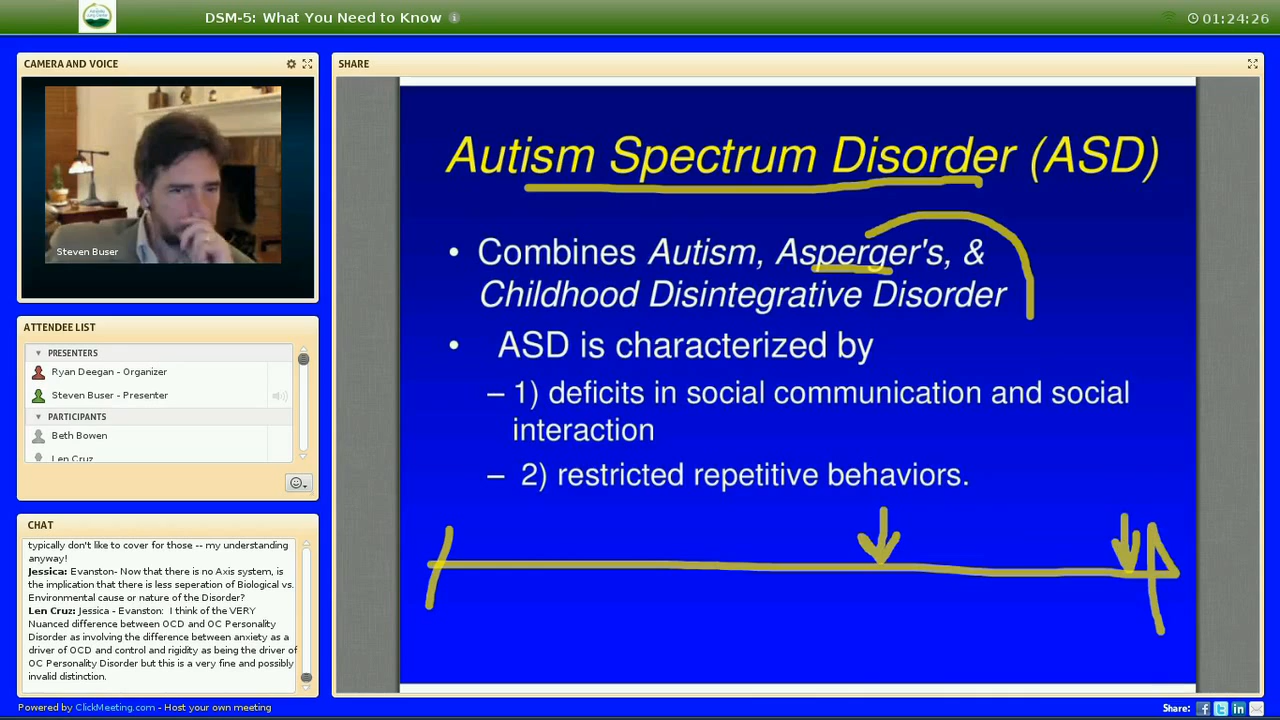 DSM-5: What You Need to Know
01:24:26
CAMERA AND VOICE
Steven Buser
ATTENDEE LIST
PRESENTERS
Ryan Deegan - Organizer
Steven Buser - Presenter
PARTICIPANTS
Beth Bowen
Len Cruz
CHAT
typically don't like to cover for those -- my understanding
anyway!
Jessica: Evanston- Now that there is no Axis system, is
the implication that there is less seperation of Biological vs.
Environmental cause or nature of the Disorder?
Len Cruz: Jessica - Evanston:  I think of the VERY
Nuanced difference between OCD and OC Personality
Disorder as involving the difference between anxiety as a
driver of OCD and control and rigidity as being the driver of
OC Personality Disorder but this is a very fine and possibly
invalid distinction.
SHARE
Autism Spectrum Disorder (ASD)
• Combines Autism, Asperger's, &
Childhood Disintegrative Disorder
• ASD is characterized by
– 1) deficits in social communication and social
interaction
– 2) restricted repetitive behaviors.
Powered by ClickMeeting.com - Host your own meeting
Share: